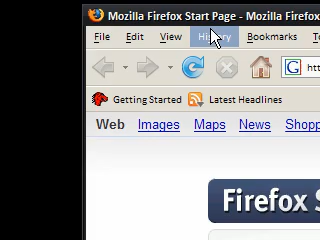 Mozilla Firefox Start Page - Mozilla Firefox
File Edit View History Bookmarks
G
Getting Started Latest Headlines
Web Images Maps News
Firefox